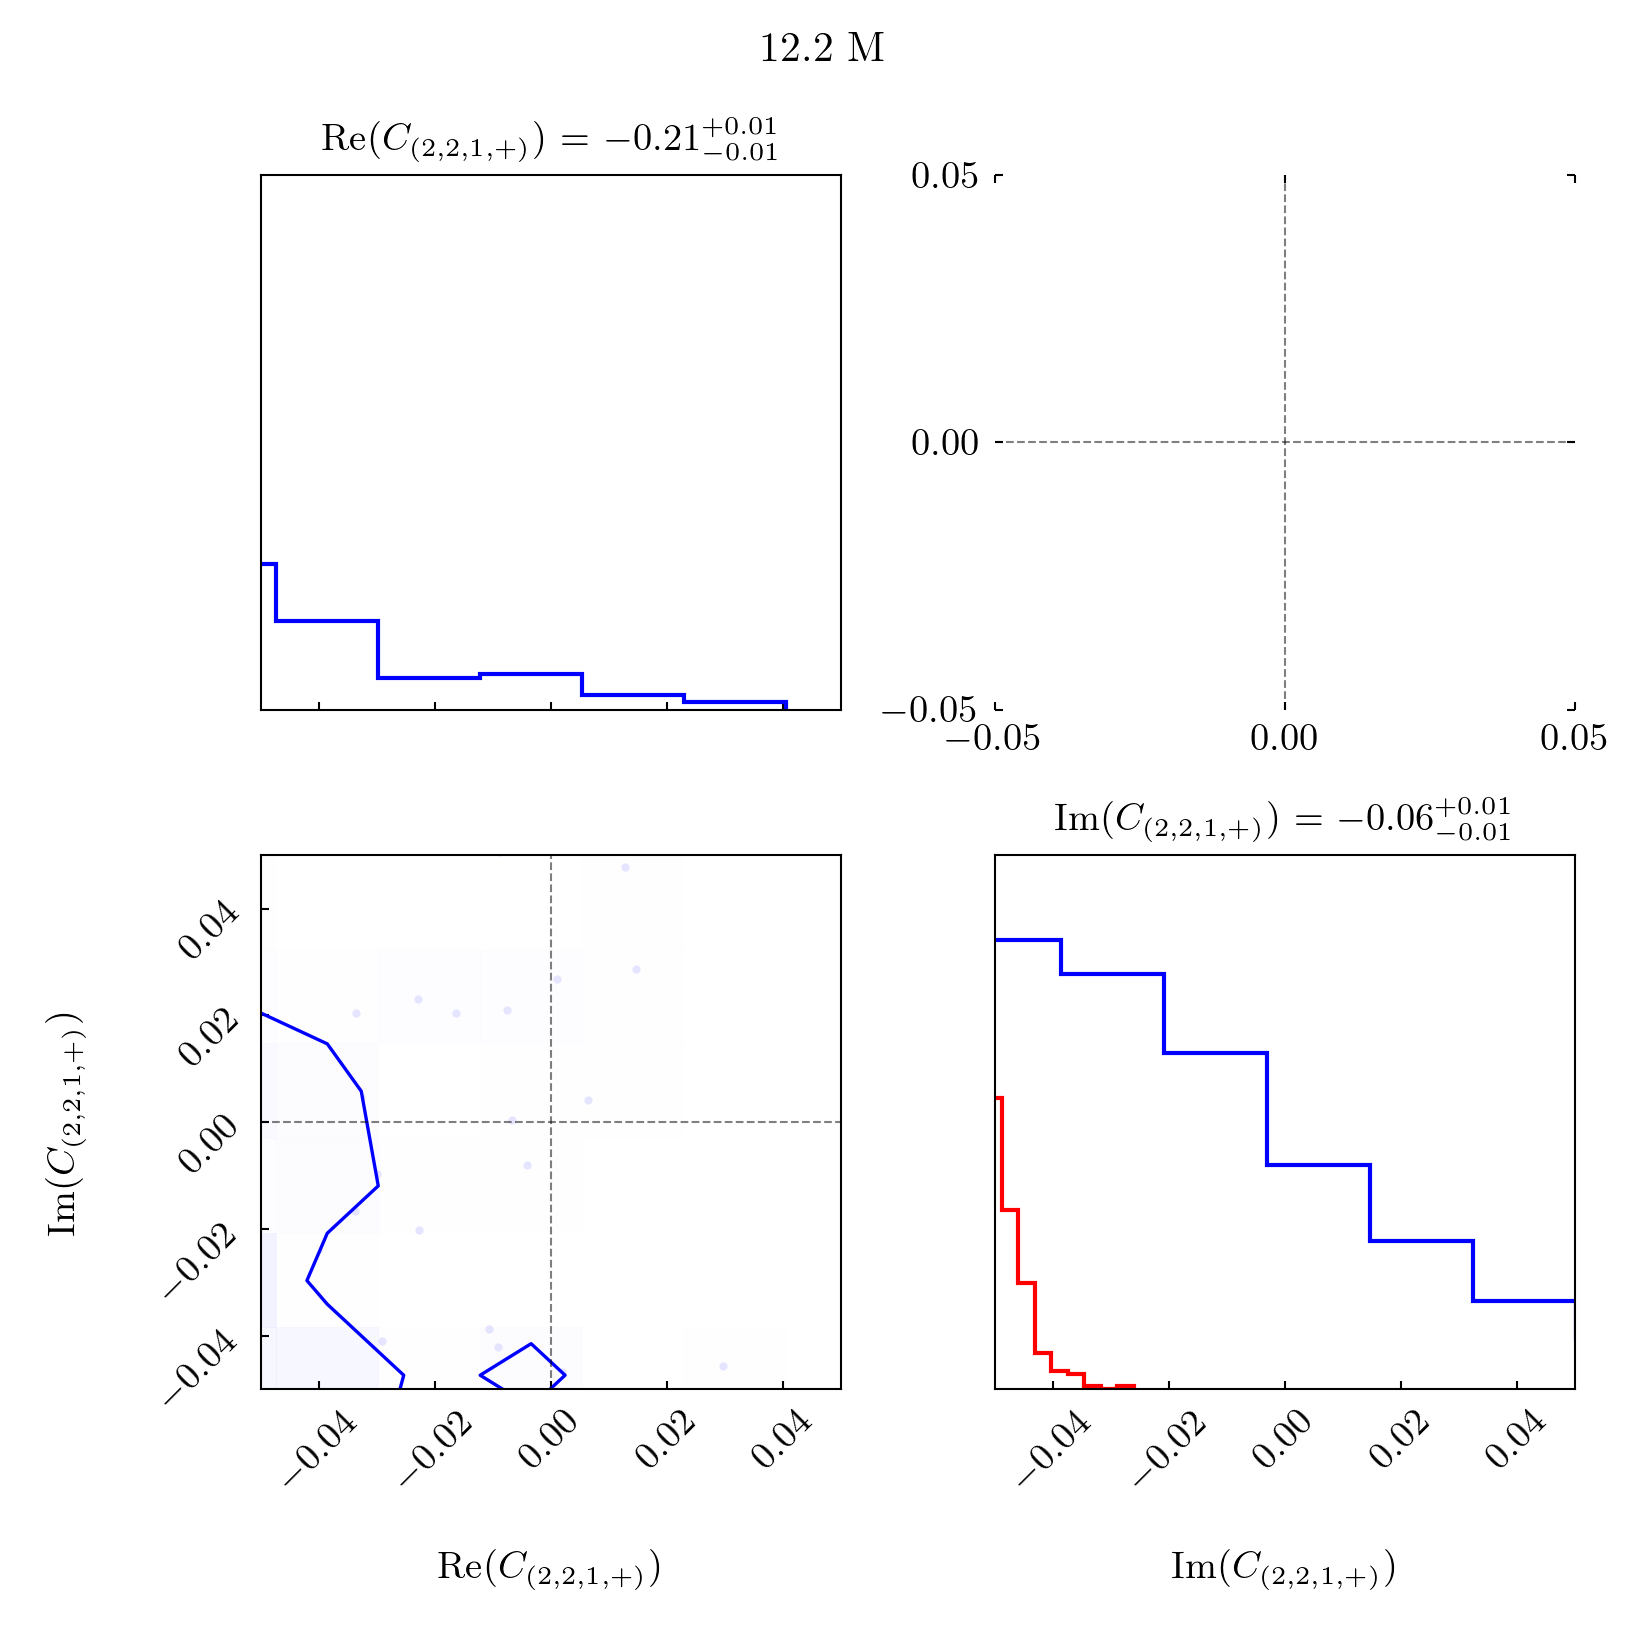 12.2 M
Re(C₍₂,₂,₁,₊₎) = −0.21⁺⁰·⁰¹₋₀.₀₁
0.05
0.00
−0.05
−0.05 0.00 0.05
Im(C₍₂,₂,₁,₊₎) = −0.06⁺⁰·⁰¹₋₀.₀₁
Im(C₍₂,₂,₁,₊₎)
0.04
0.02
0.00
−0.02
−0.04
−0.04 −0.02 0.00 0.02 0.04
−0.04 −0.02 0.00 0.02 0.04
Re(C₍₂,₂,₁,₊₎)
Im(C₍₂,₂,₁,₊₎)